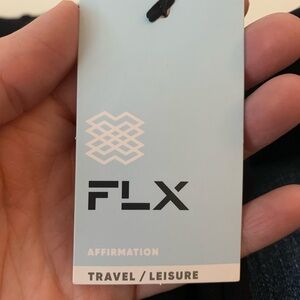 FLX
AFFIRMATION
TRAVEL / LEISURE